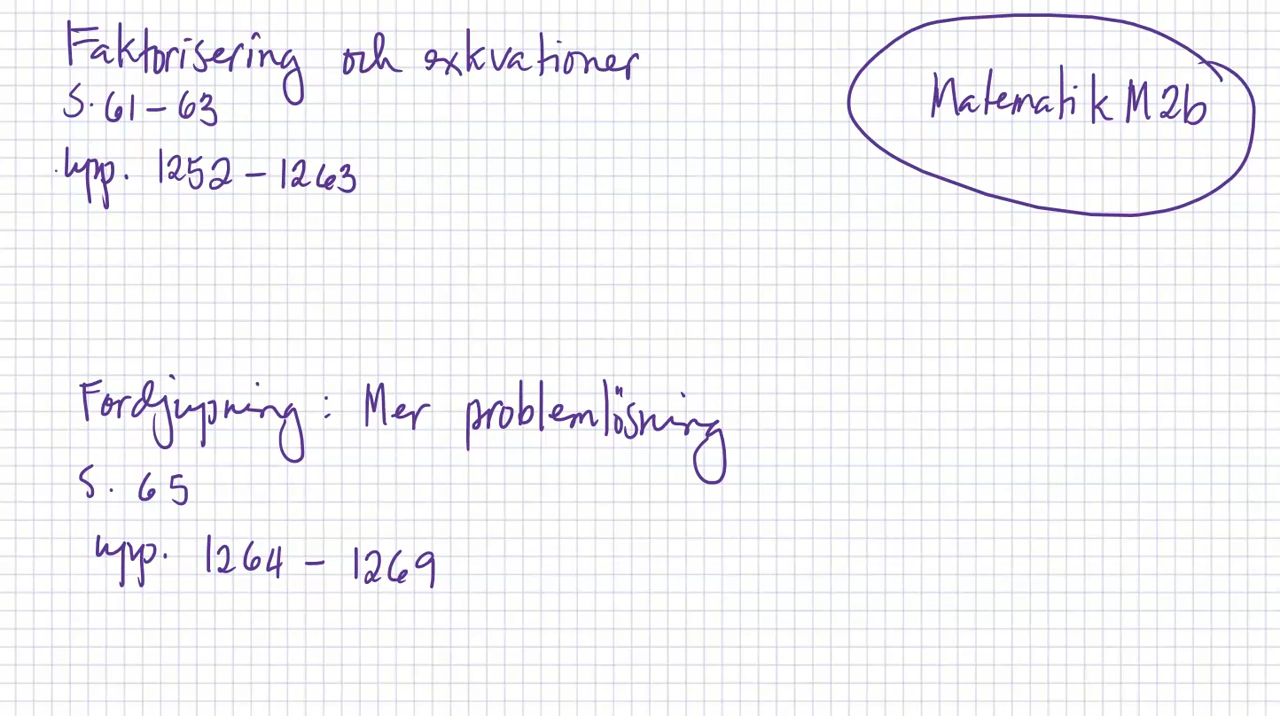 Faktorisering och exkvationer
Matematik M2b
S. 61 - 63
upp. 1252 - 1263
Fordjupning : Mer problemlösning
S. 65
upp. 1264 - 1269